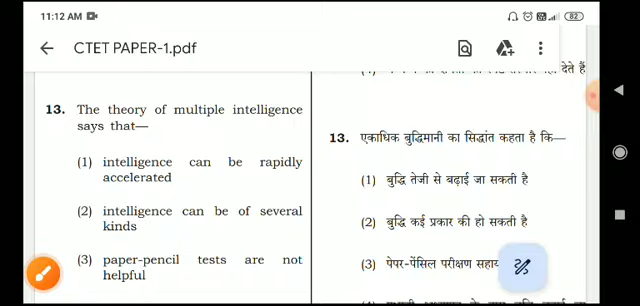 11:12 AM
82
CTET PAPER-1.pdf
देते हैं
13. The theory of multiple intelligence
says that—
(1) intelligence can be rapidly
accelerated
(2) intelligence can be of several
kinds
(3) paper-pencil tests are not
helpful
13. एकाधिक बुद्धिमानी का सिद्धांत कहता है कि—
(1) बुद्धि तेजी से बढ़ाई जा सकती है
(2) बुद्धि कई प्रकार की हो सकती है
(3) पेपर-पेंसिल परीक्षण